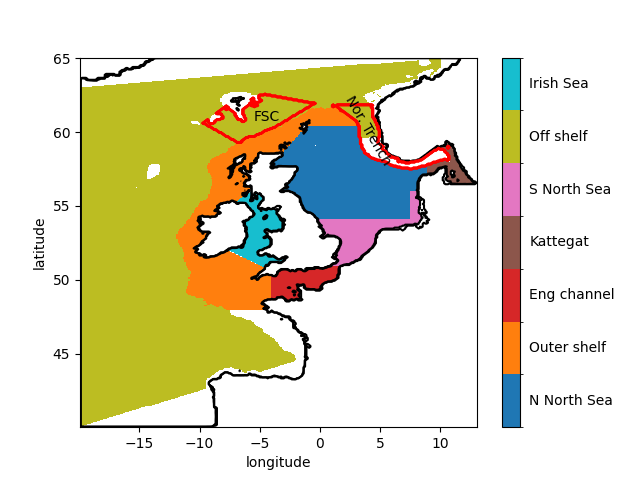 65
60
55
50
45
latitude
−15
−10
−5
0
5
10
longitude
FSC
Nor. Trench
Irish Sea
Off shelf
S North Sea
Kattegat
Eng channel
Outer shelf
N North Sea